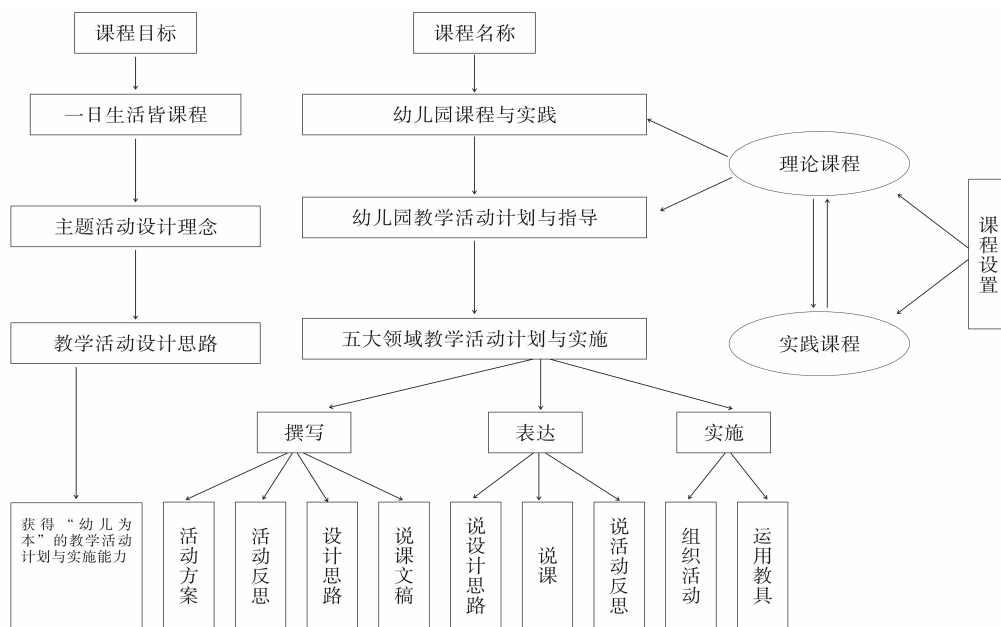 课程目标
课程名称
一日生活皆课程
幼儿园课程与实践
理论课程
主题活动设计理念
幼儿园教学活动计划与指导
课程设置
教学活动设计思路
五大领域教学活动计划与实施
实践课程
撰写
表达
实施
获得“幼儿为
本”的教学活动
计划与实施能力
活动方案
活动反思
设计思路
说课文稿
说设计思路
说课
说活动反思
组织活动
运用教具